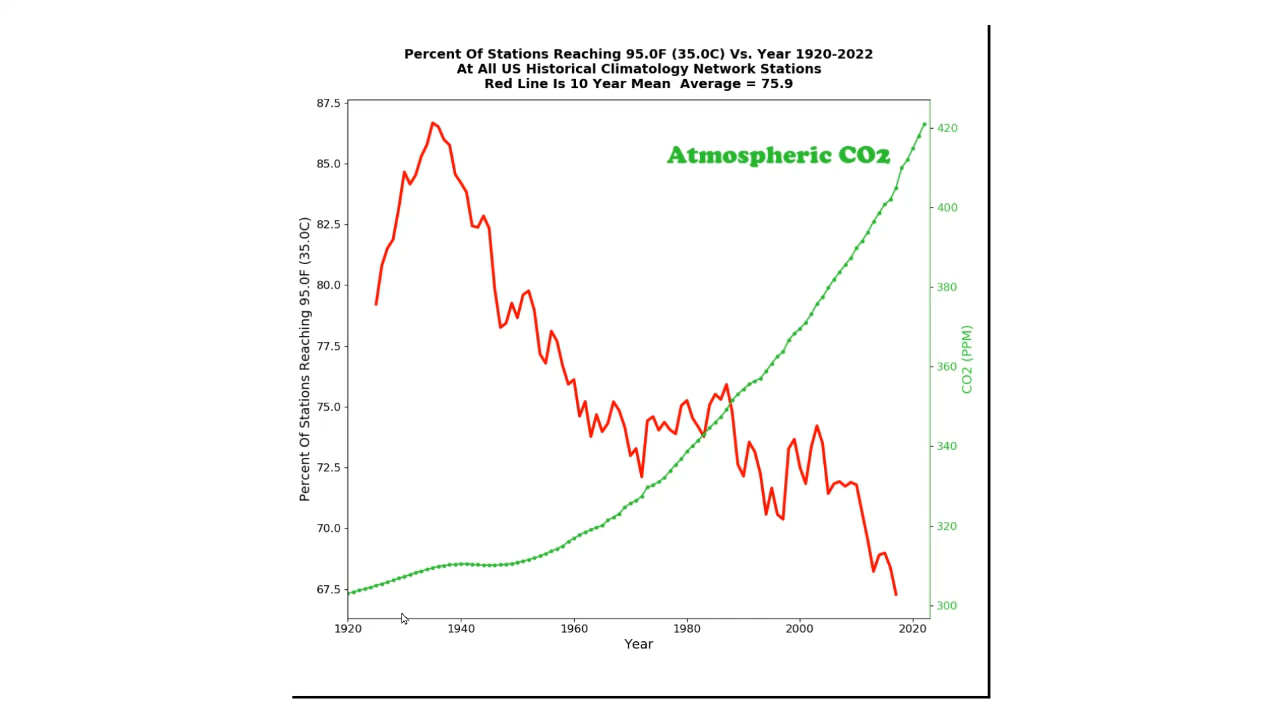 Percent Of Stations Reaching 95.0F (35.0C) Vs. Year 1920-2022
At All US Historical Climatology Network Stations
Red Line Is 10 Year Mean  Average = 75.9
Atmospheric CO2
Percent Of Stations Reaching 95.0F (35.0C)
87.5
85.0
82.5
80.0
77.5
75.0
72.5
70.0
67.5
420
400
380
360
340
320
300
CO2 (PPM)
1920 1940 1960 1980 2000 2020
Year